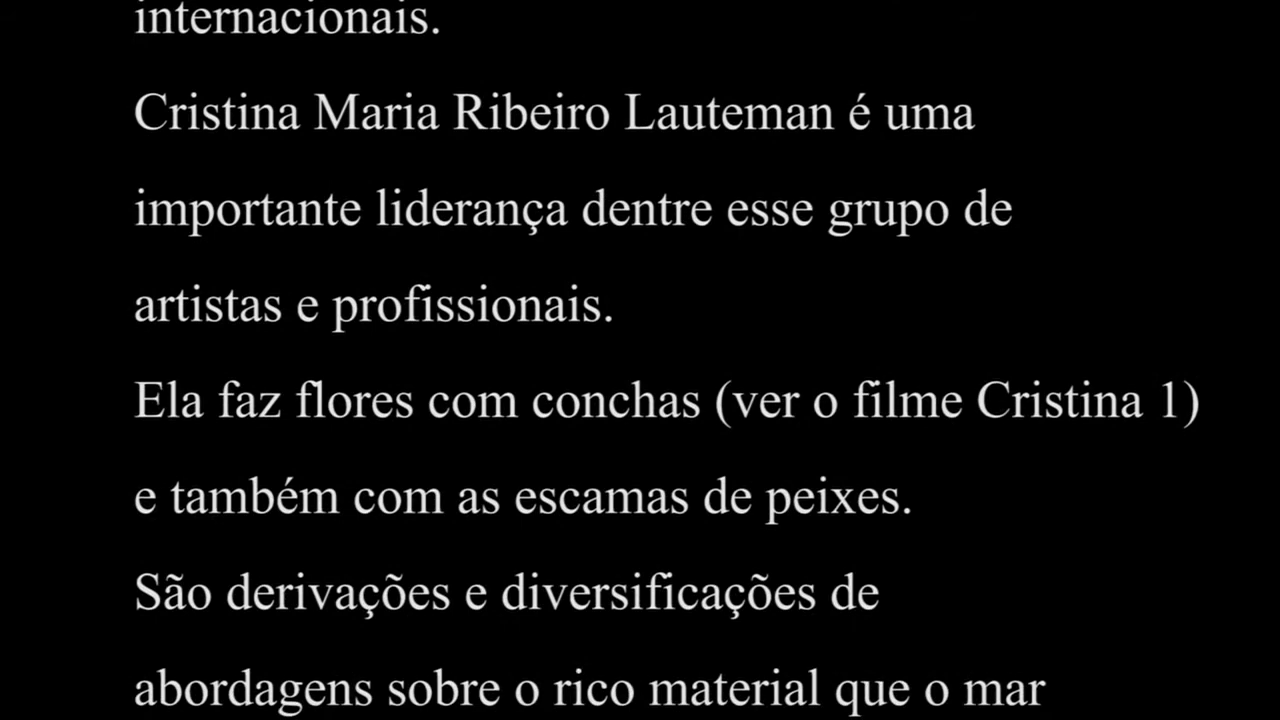 internacionais.
Cristina Maria Ribeiro Lauteman é uma
importante liderança dentre esse grupo de
artistas e profissionais.
Ela faz flores com conchas (ver o filme Cristina 1)
e também com as escamas de peixes.
São derivações e diversificações de
abordagens sobre o rico material que o mar